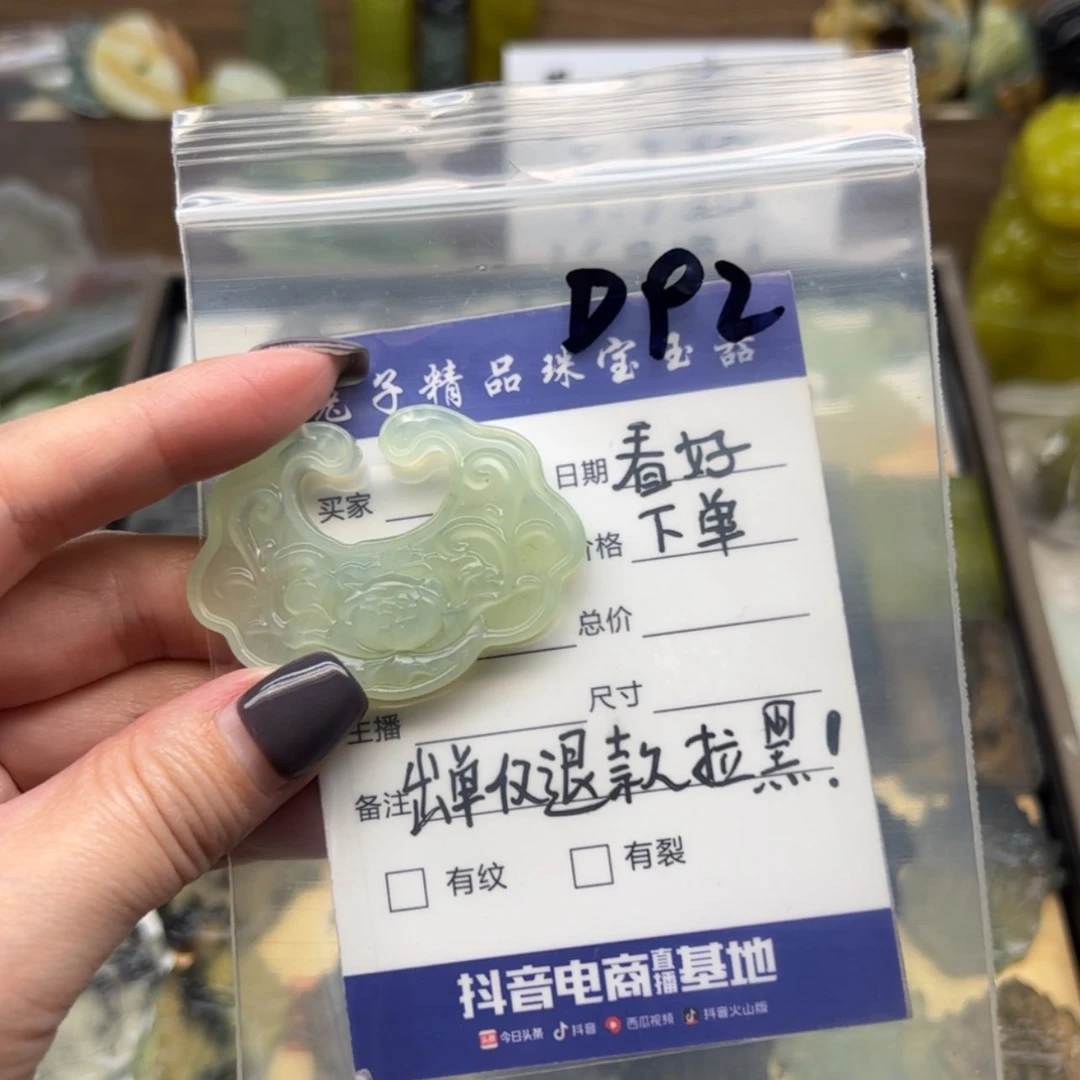 DP2
兔子精品珠宝玉器
日期 看好
买家
价格 下单
总价
尺寸
主播
备注 出单仅退款拉黑!
有纹 有裂
抖音电商直播基地
头条 今日头条 抖音 西瓜视频 抖音火山版